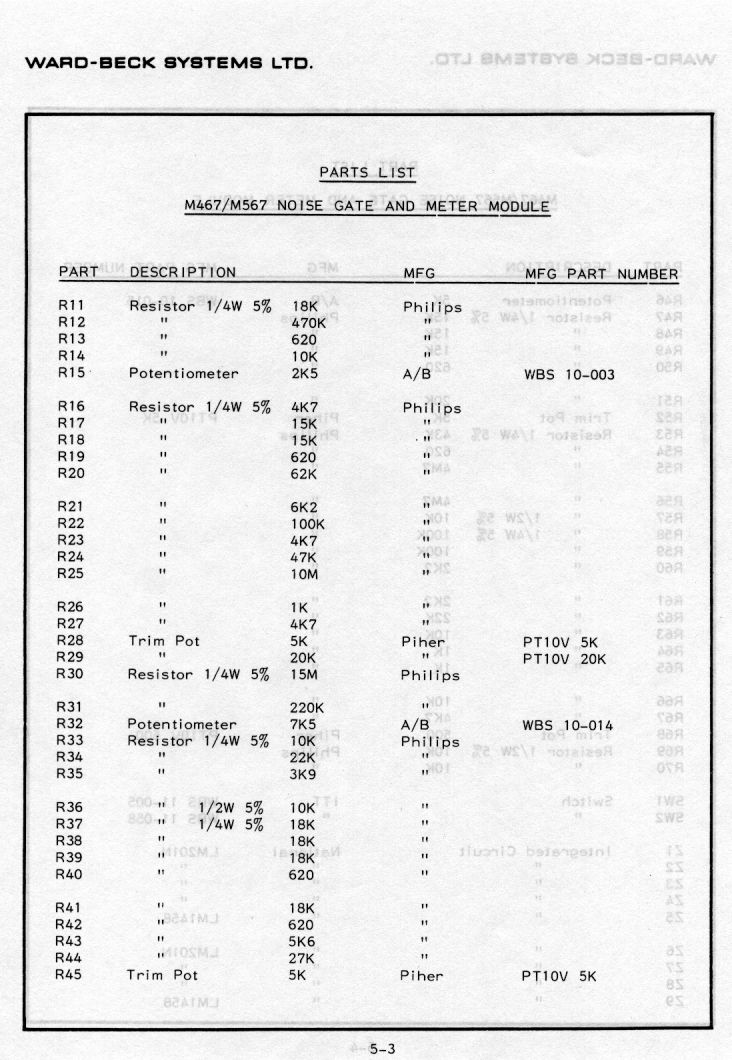 WARD-BECK SYSTEMS LTD.
PARTS LIST
M467/M567 NOISE GATE AND METER MODULE
PART DESCRIPTION MFG MFG PART NUMBER
R11 Resistor 1/4W 5% 18K Philips
R12 " 470K "
R13 " 620 "
R14 " 10K "
R15 Potentiometer 2K5 A/B WBS 10-003
R16 Resistor 1/4W 5% 4K7 Philips
R17 " 15K "
R18 " 15K "
R19 " 620 "
R20 " 62K "
R21 " 6K2 "
R22 " 100K "
R23 " 4K7 "
R24 " 47K "
R25 " 10M "
R26 " 1K "
R27 " 4K7 "
R28 Trim Pot 5K Piher PT10V 5K
R29 " 20K " PT10V 20K
R30 Resistor 1/4W 5% 15M Philips
R31 " 220K "
R32 Potentiometer 7K5 A/B WBS 10-014
R33 Resistor 1/4W 5% 10K Philips
R34 " 22K "
R35 " 3K9 "
R36 1/2W 5% 10K "
R37 " 1/4W 5% 18K "
R38 " 18K "
R39 " 18K "
R40 " 620 "
R41 " 18K "
R42 " 620 "
R43 " 5K6 "
R44 " 27K "
R45 Trim Pot 5K Piher PT10V 5K
5-3